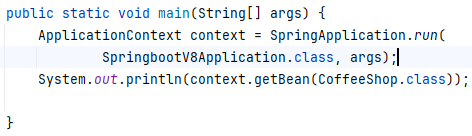 public static void main(String[] args) {
    ApplicationContext context = SpringApplication.run(
            SpringbootV8Application.class, args);
    System.out.println(context.getBean(CoffeeShop.class));
}